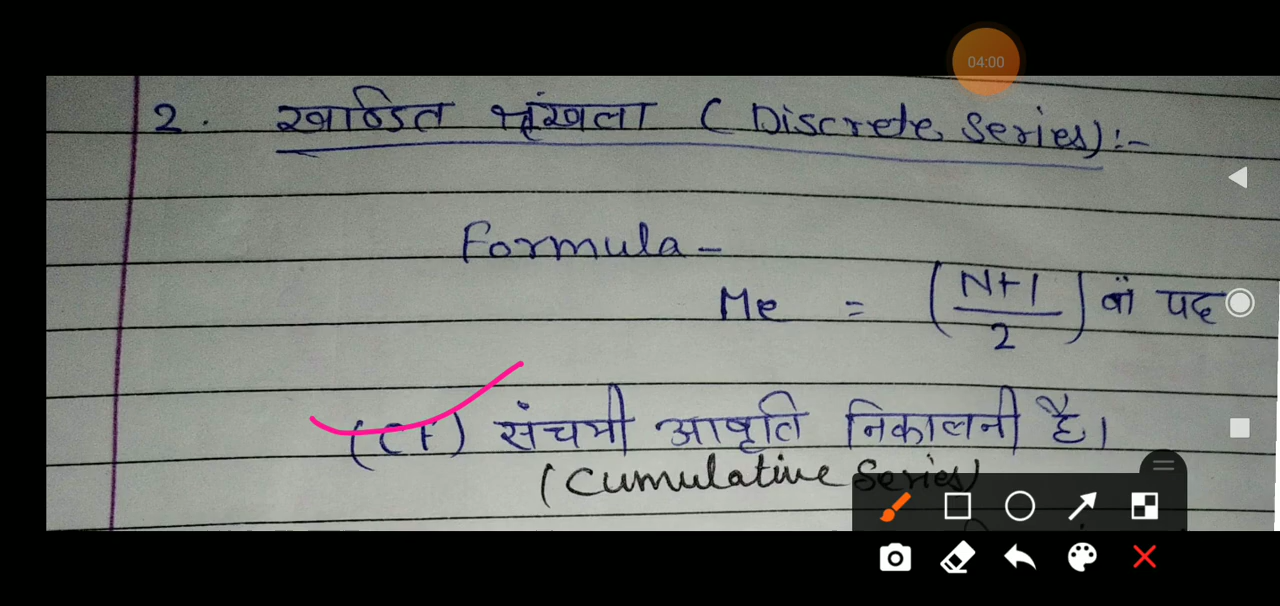 04:00
2. खण्डित श्रृंखला (Discrete Series):-
Formula -
Me = (N+1/2) वाँ पद
(CF) संचयी आवृति निकालनी है।
(Cumulative Series)